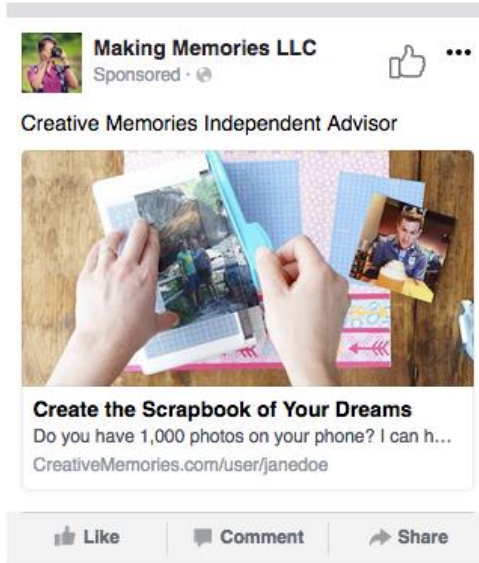 Making Memories LLC
Sponsored ·
Creative Memories Independent Advisor
Create the Scrapbook of Your Dreams
Do you have 1,000 photos on your phone? I can h...
CreativeMemories.com/user/janedoe
Like Comment Share